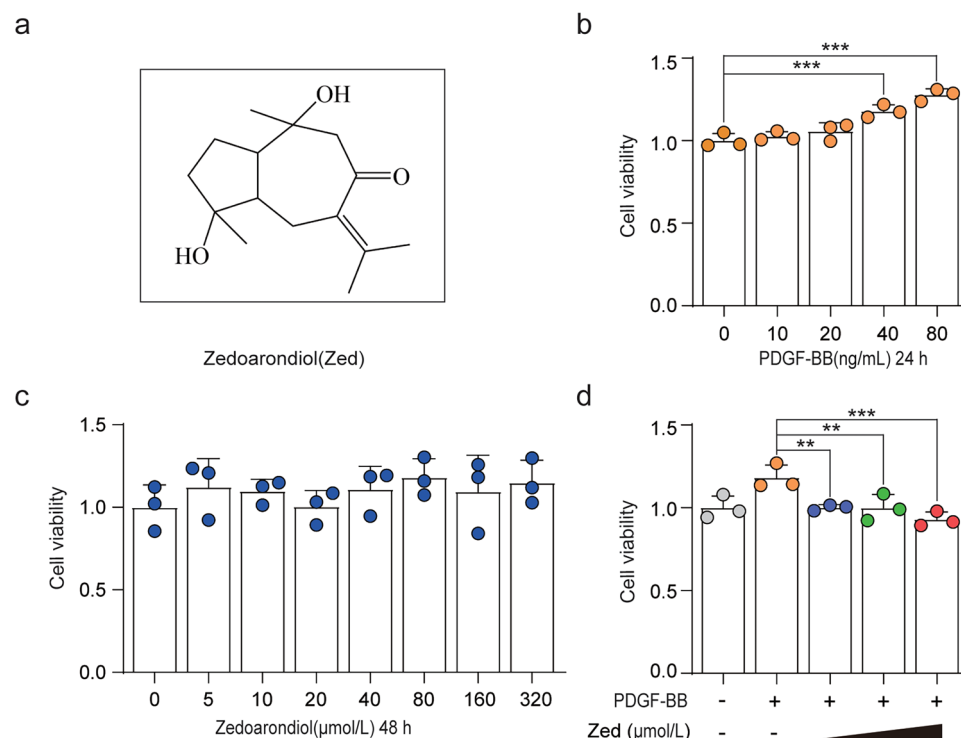 a
OH
O
HO
Zedoarondiol(Zed)
b
***
***
1.5
1.0
0.5
0.0
Cell viability
0 10 20 40 80
PDGF-BB(ng/mL) 24 h
c
1.5
1.0
0.5
0.0
Cell viability
0 5 10 20 40 80 160 320
Zedoarondiol(μmol/L) 48 h
d
***
**
**
1.5
1.0
0.5
0.0
Cell viability
PDGF-BB - + + + +
Zed (μmol/L) - -